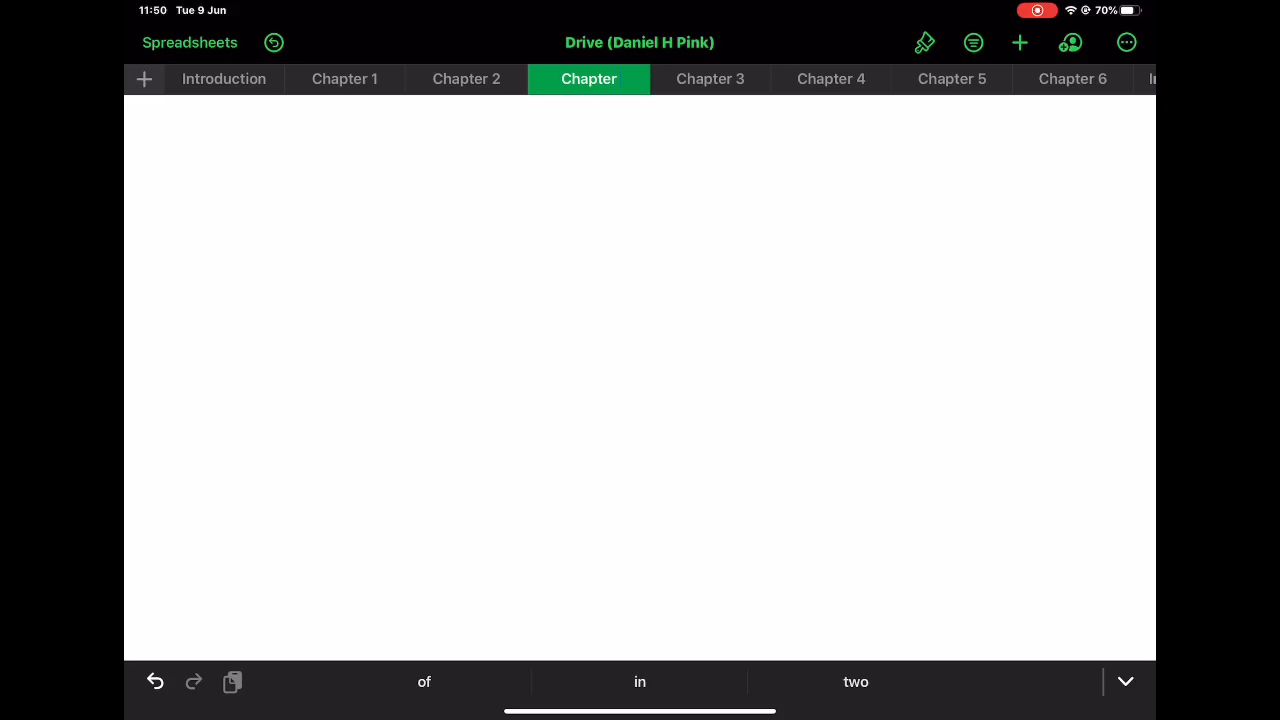 11:50 Tue 9 Jun 70%
Spreadsheets Drive (Daniel H Pink)
Introduction Chapter 1 Chapter 2 Chapter Chapter 3 Chapter 4 Chapter 5 Chapter 6
of in two